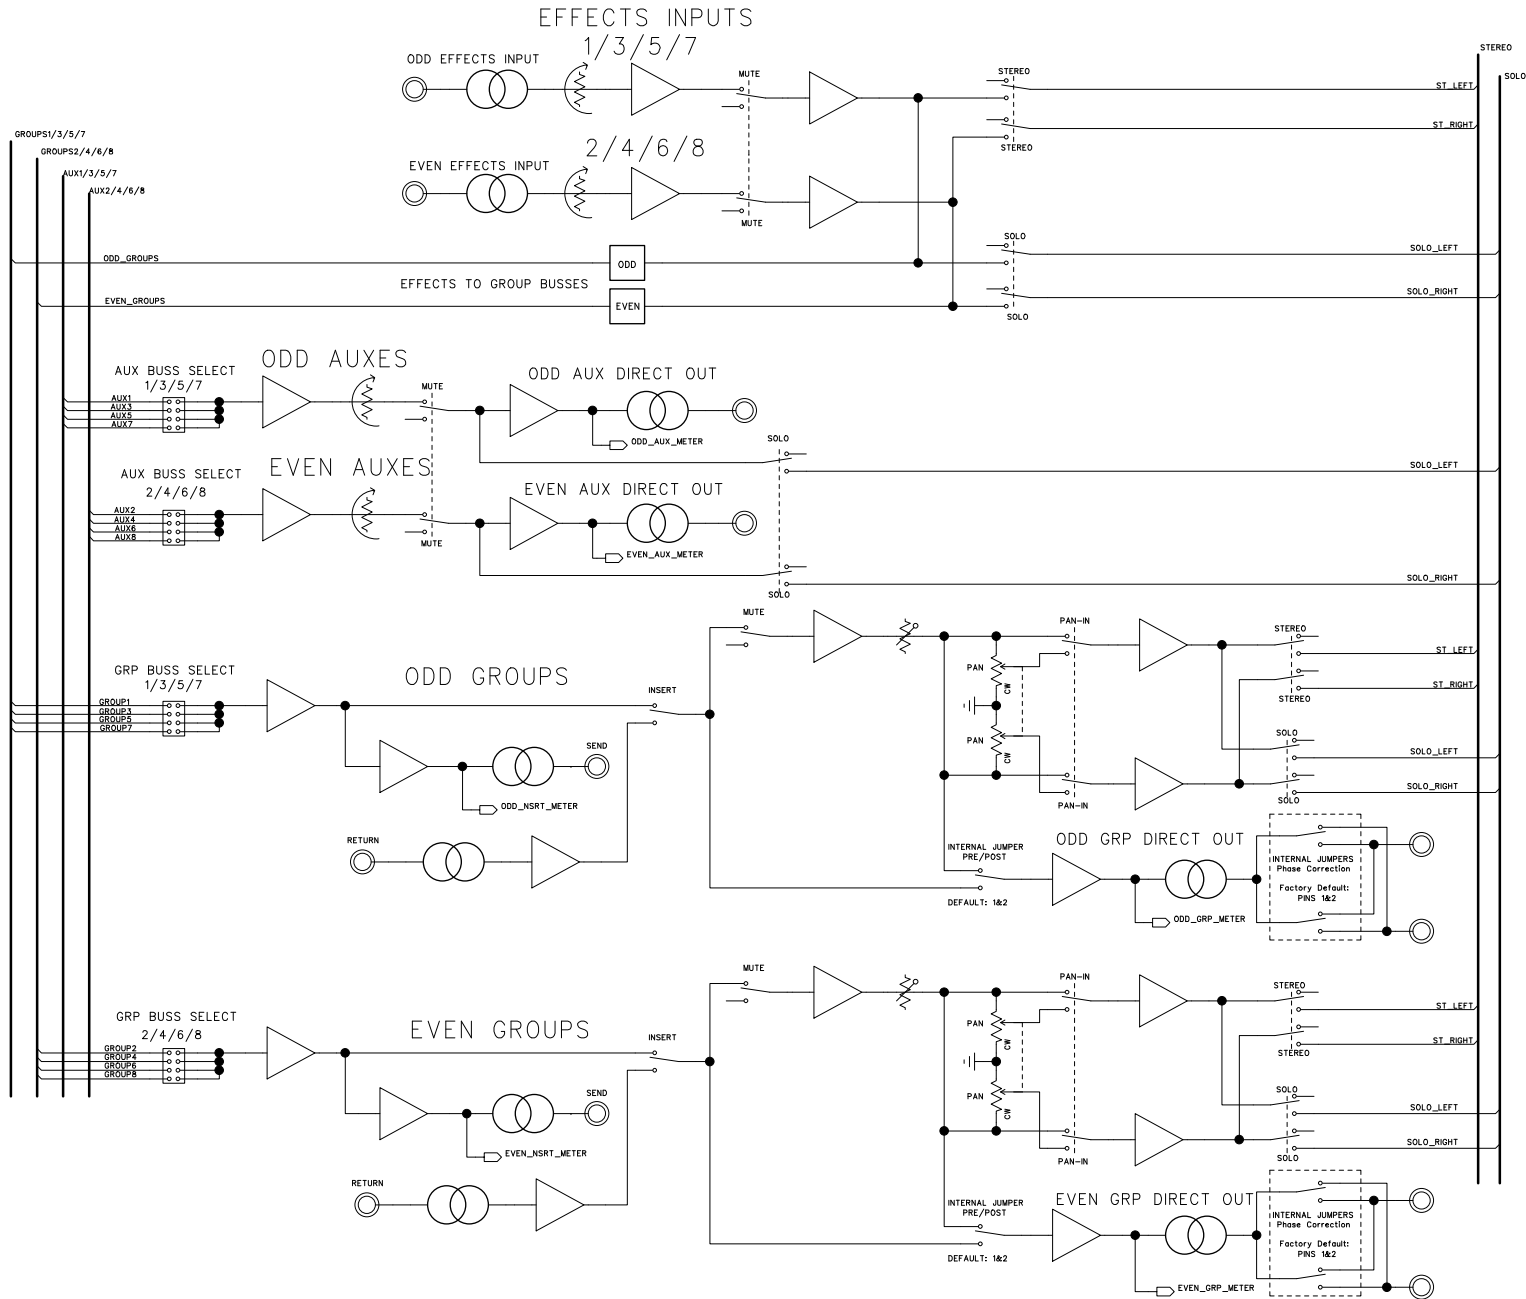 EFFECTS INPUTS
1/3/5/7
ODD EFFECTS INPUT
MUTE
STEREO
STEREO
SOLO
ST_LEFT
ST_RIGHT
STEREO
GROUPS1/3/5/7
GROUPS2/4/6/8
AUX1/3/5/7
AUX2/4/6/8
2/4/6/8
EVEN EFFECTS INPUT
MUTE
SOLO
SOLO_LEFT
ODD_GROUPS
ODD
EFFECTS TO GROUP BUSSES
EVEN_GROUPS
EVEN
SOLO_RIGHT
SOLO
ODD AUXES
AUX BUSS SELECT
1/3/5/7
AUX1
AUX3
AUX5
AUX7
MUTE
ODD AUX DIRECT OUT
ODD_AUX_METER
SOLO
SOLO_LEFT
EVEN AUXES
AUX BUSS SELECT
2/4/6/8
AUX2
AUX4
AUX6
AUX8
MUTE
EVEN AUX DIRECT OUT
EVEN_AUX_METER
SOLO
SOLO_RIGHT
MUTE
PAN-IN
STEREO
ST_LEFT
ST_RIGHT
STEREO
GRP BUSS SELECT
1/3/5/7
GROUP1
GROUP3
GROUP5
GROUP7
ODD GROUPS
INSERT
PAN
CW
PAN
CW
PAN-IN
SOLO
SOLO_LEFT
SOLO_RIGHT
SOLO
SEND
ODD_NSRT_METER
RETURN
INTERNAL JUMPER
PRE/POST
DEFAULT: 1&2
ODD GRP DIRECT OUT
ODD_GRP_METER
INTERNAL JUMPERS
Phase Correction
Factory Default:
PINS 1&2
MUTE
PAN-IN
STEREO
ST_LEFT
ST_RIGHT
STEREO
GRP BUSS SELECT
2/4/6/8
GROUP2
GROUP4
GROUP6
GROUP8
EVEN GROUPS
INSERT
PAN
CW
PAN
CW
PAN-IN
SOLO
SOLO_LEFT
SOLO_RIGHT
SOLO
SEND
EVEN_NSRT_METER
RETURN
INTERNAL JUMPER
PRE/POST
DEFAULT: 1&2
EVEN GRP DIRECT OUT
EVEN_GRP_METER
INTERNAL JUMPERS
Phase Correction
Factory Default:
PINS 1&2